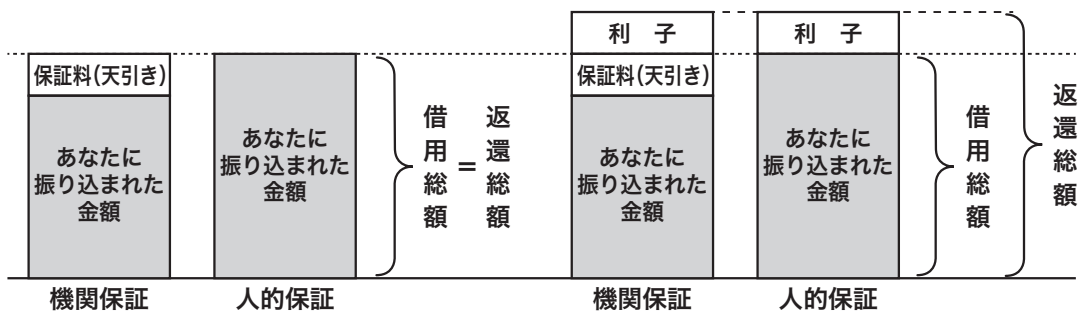 保証料(天引き)
あなたに
振り込まれた
金額
機関保証
あなたに
振り込まれた
金額
人的保証
借用総額
=
返還総額
利 子
保証料(天引き)
あなたに
振り込まれた
金額
機関保証
利 子
あなたに
振り込まれた
金額
人的保証
借用総額
返還総額